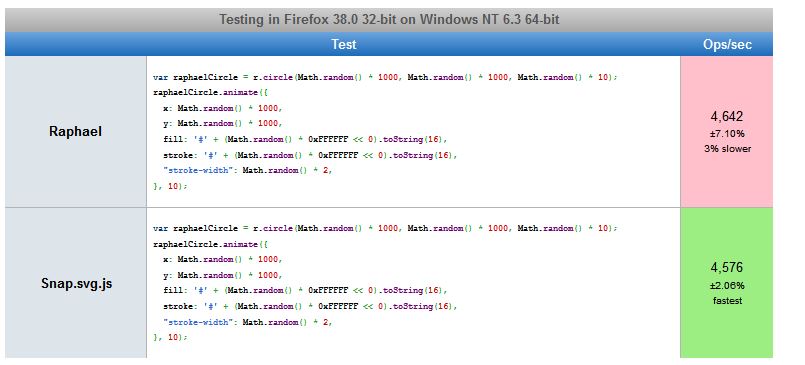 Testing in Firefox 38.0 32-bit on Windows NT 6.3 64-bit
Test Ops/sec
Raphael
var raphaelCircle = r.circle(Math.random() * 1000, Math.random() * 1000, Math.random() * 10);
raphaelCircle.animate({
x: Math.random() * 1000,
y: Math.random() * 1000,
fill: '#' + (Math.random() * 0xFFFFFF << 0).toString(16),
stroke: '#' + (Math.random() * 0xFFFFFF << 0).toString(16),
"stroke-width": Math.random() * 2,
}, 10);
4,642
±7.10%
3% slower
Snap.svg.js
var raphaelCircle = r.circle(Math.random() * 1000, Math.random() * 1000, Math.random() * 10);
raphaelCircle.animate({
x: Math.random() * 1000,
y: Math.random() * 1000,
fill: '#' + (Math.random() * 0xFFFFFF << 0).toString(16),
stroke: '#' + (Math.random() * 0xFFFFFF << 0).toString(16),
"stroke-width": Math.random() * 2,
}, 10);
4,576
±2.06%
fastest